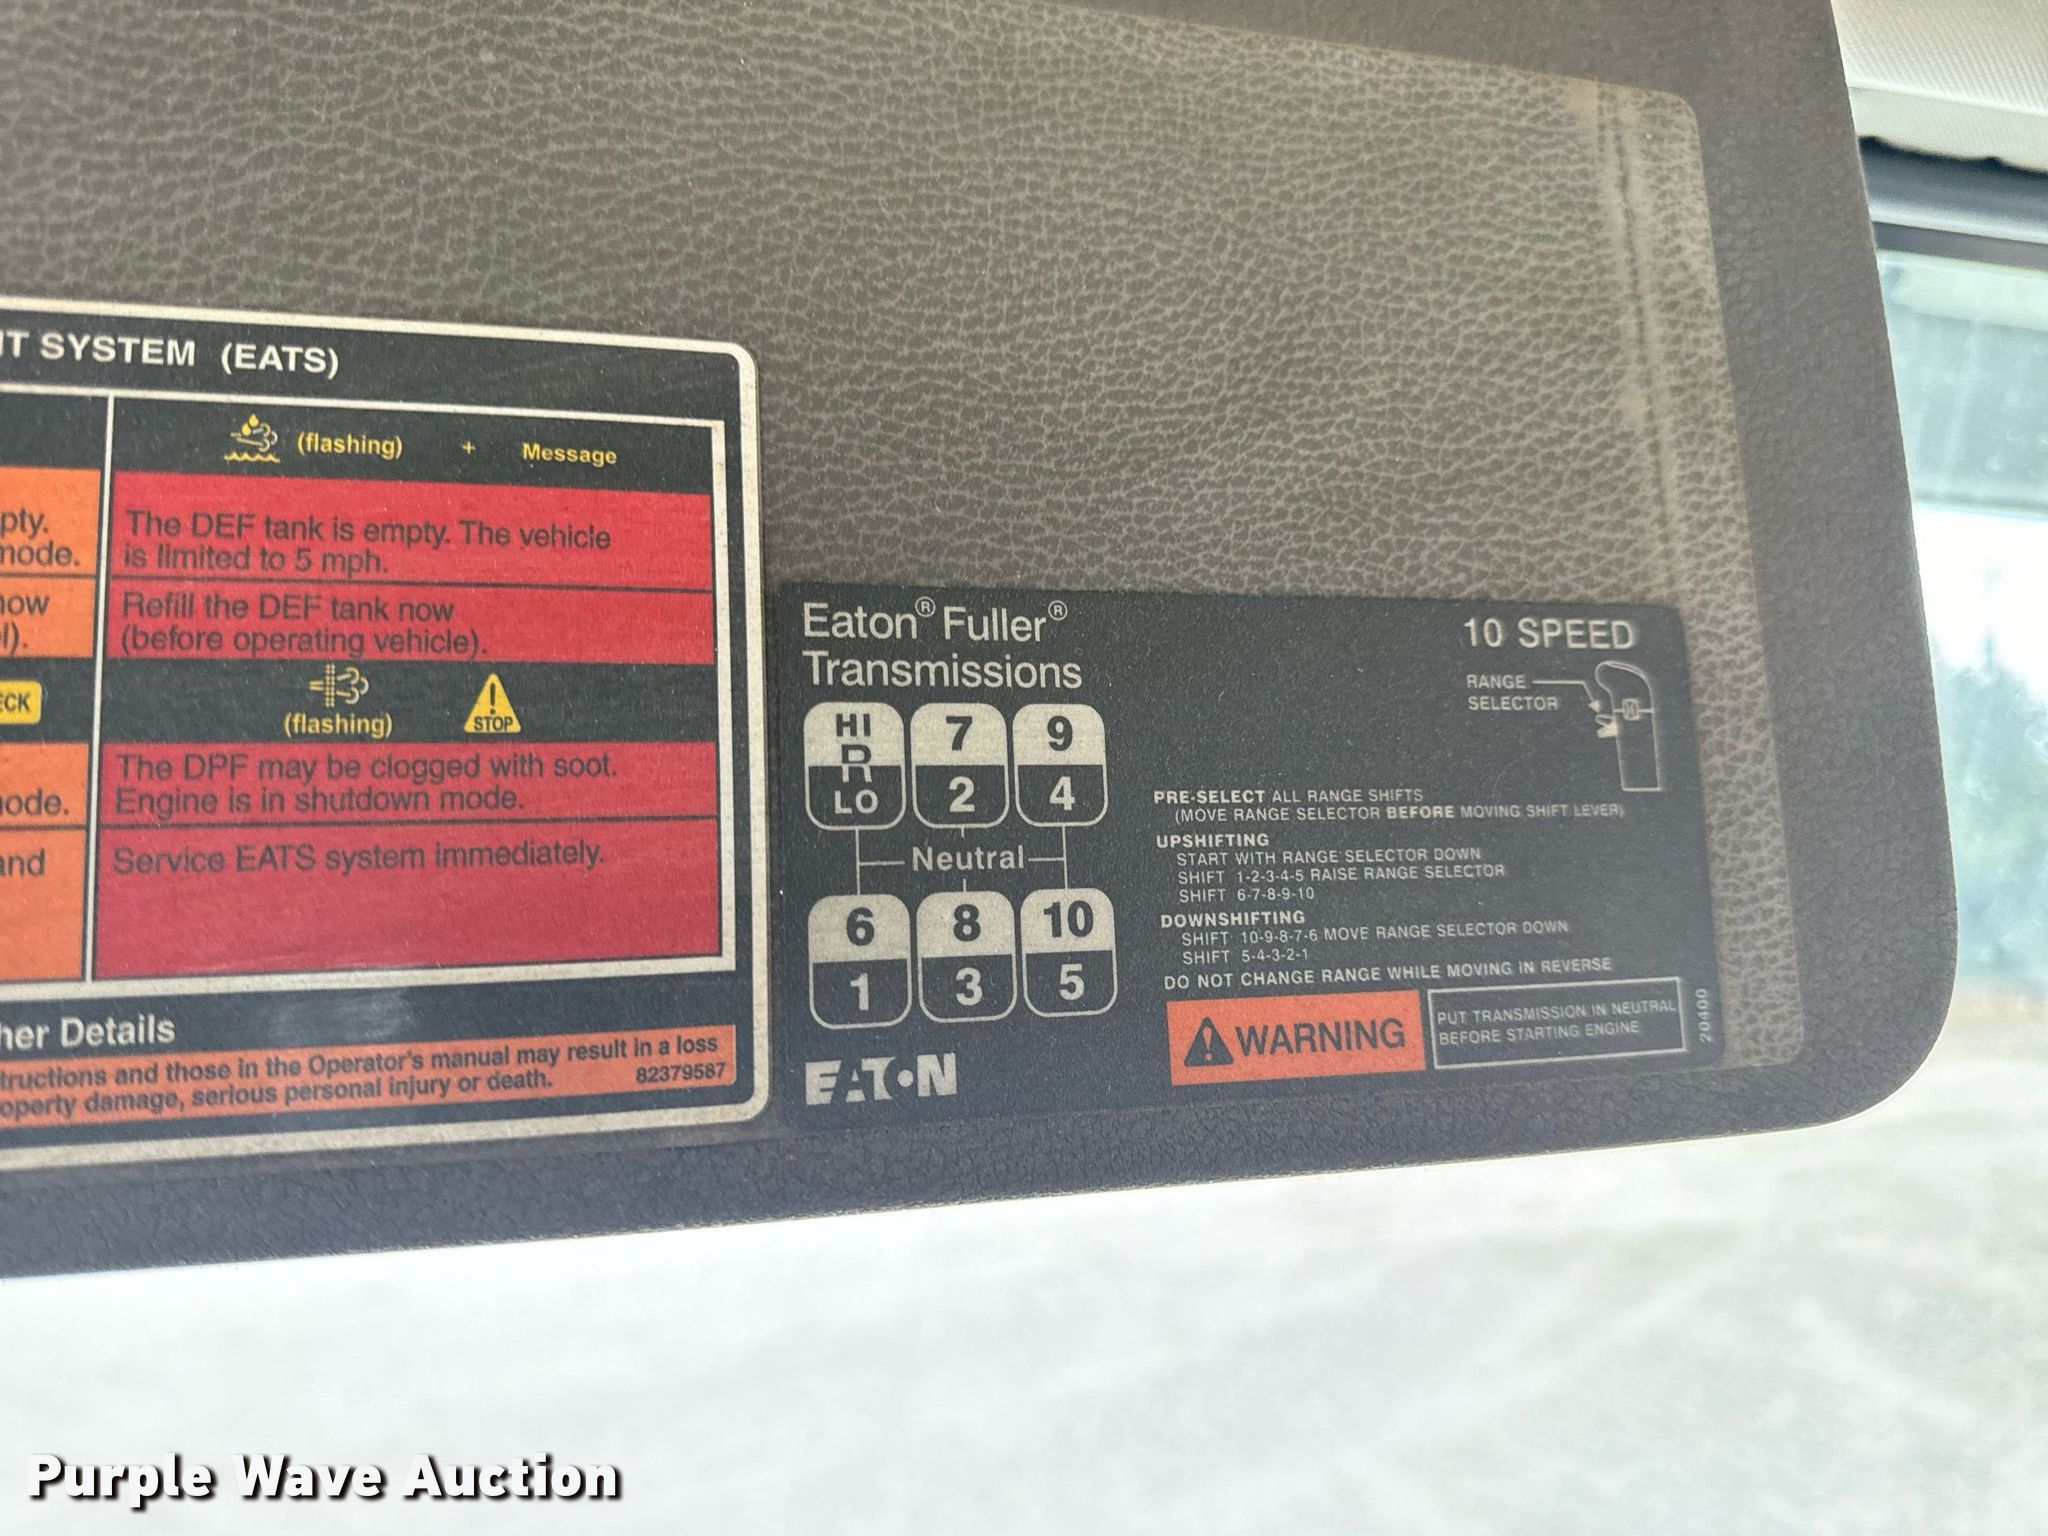 IT SYSTEM (EATS)
(flashing) + Message
pty.
mode.
The DEF tank is empty. The vehicle
is limited to 5 mph.
now
l).
Refill the DEF tank now
(before operating vehicle).
ECK
(flashing)
STOP
ode.
The DPF may be clogged with soot.
Engine is in shutdown mode.
and
Service EATS system immediately.
her Details
tructions and those in the Operator's manual may result in a loss
operty damage, serious personal injury or death.
82379587
Eaton® Fuller®
Transmissions
10 SPEED
RANGE
SELECTOR
HI
R
LO
7
2
9
4
Neutral
6
1
8
3
10
5
EATON
PRE-SELECT ALL RANGE SHIFTS
(MOVE RANGE SELECTOR BEFORE MOVING SHIFT LEVER)
UPSHIFTING
START WITH RANGE SELECTOR DOWN
SHIFT 1-2-3-4-5 RAISE RANGE SELECTOR
SHIFT 6-7-8-9-10
DOWNSHIFTING
SHIFT 10-9-8-7-6 MOVE RANGE SELECTOR DOWN
SHIFT 5-4-3-2-1
DO NOT CHANGE RANGE WHILE MOVING IN REVERSE
WARNING
PUT TRANSMISSION IN NEUTRAL
BEFORE STARTING ENGINE
20400
Purple Wave Auction